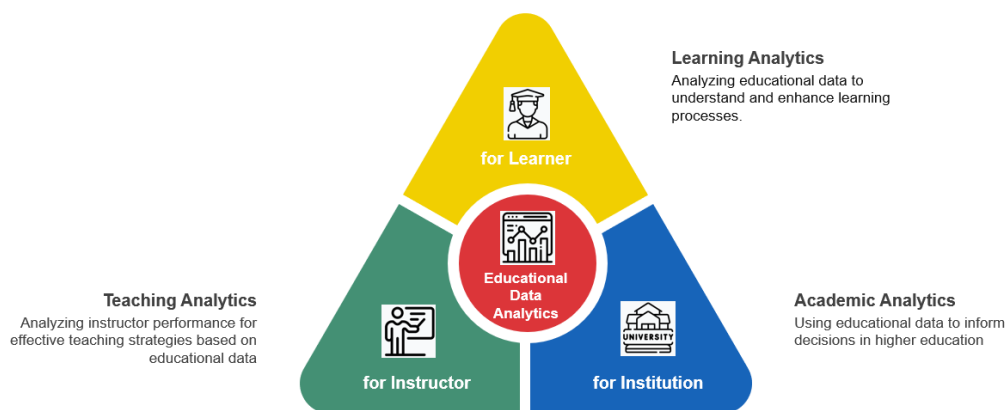 Learning Analytics
Analyzing educational data to
understand and enhance learning
processes.
for Learner
Educational
Data
Analytics
Teaching Analytics
Analyzing instructor performance for
effective teaching strategies based on
educational data
for Instructor
UNIVERSITY
for Institution
Academic Analytics
Using educational data to inform
decisions in higher education